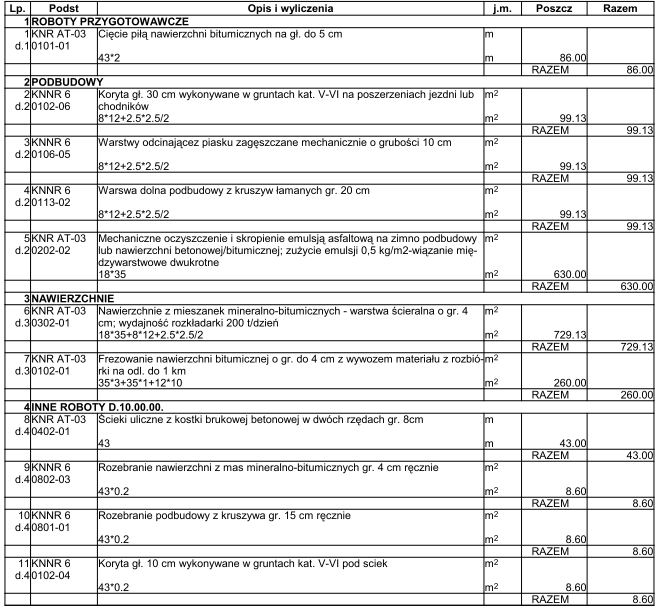 Lp. Podst Opis i wyliczenia j.m. Poszcz Razem
1 ROBOTY PRZYGOTOWAWCZE
1 KNR AT-03 Cięcie piłą nawierzchni bitumicznych na gł. do 5 cm m
d.1 0101-01
43*2 m 86.00
RAZEM 86.00
2 PODBUDOWY
2 KNNR 6 Koryta gł. 30 cm wykonywane w gruntach kat. V-VI na poszerzeniach jezdni lub m2
d.2 0102-06 chodników
8*12+2.5*2.5/2 m2 99.13
RAZEM 99.13
3 KNNR 6 Warstwy odcinającez piasku zagęszczane mechanicznie o grubości 10 cm m2
d.2 0106-05
8*12+2.5*2.5/2 m2 99.13
RAZEM 99.13
4 KNNR 6 Warswa dolna podbudowy z kruszyw łamanych gr. 20 cm m2
d.2 0113-02
8*12+2.5*2.5/2 m2 99.13
RAZEM 99.13
5 KNR AT-03 Mechaniczne oczyszczenie i skropienie emulsją asfaltową na zimno podbudowy m2
d.2 0202-02 lub nawierzchni betonowej/bitumicznej; zużycie emulsji 0,5 kg/m2-wiązanie mię-
dzywarstwowe dwukrotne
18*35 m2 630.00
RAZEM 630.00
3 NAWIERZCHNIE
6 KNR AT-03 Nawierzchnie z mieszanek mineralno-bitumicznych - warstwa ścieralna o gr. 4 m2
d.3 0302-01 cm; wydajność rozkładarki 200 t/dzień
18*35+8*12+2.5*2.5/2 m2 729.13
RAZEM 729.13
7 KNR AT-03 Frezowanie nawierzchni bitumicznej o gr. do 4 cm z wywozem materiału z rozbió- m2
d.3 0102-01 rki na odl. do 1 km
35*3+35*1+12*10 m2 260.00
RAZEM 260.00
4 INNE ROBOTY D.10.00.00.
8 KNR AT-03 Ścieki uliczne z kostki brukowej betonowej w dwóch rzędach gr. 8cm m
d.4 0402-01
43 m 43.00
RAZEM 43.00
9 KNNR 6 Rozebranie nawierzchni z mas mineralno-bitumicznych gr. 4 cm ręcznie m2
d.4 0802-03
43*0.2 m2 8.60
RAZEM 8.60
10 KNNR 6 Rozebranie podbudowy z kruszywa gr. 15 cm ręcznie m2
d.4 0801-01
43*0.2 m2 8.60
RAZEM 8.60
11 KNNR 6 Koryta gł. 10 cm wykonywane w gruntach kat. V-VI pod sciek m2
d.4 0102-04
43*0.2 m2 8.60
RAZEM 8.60